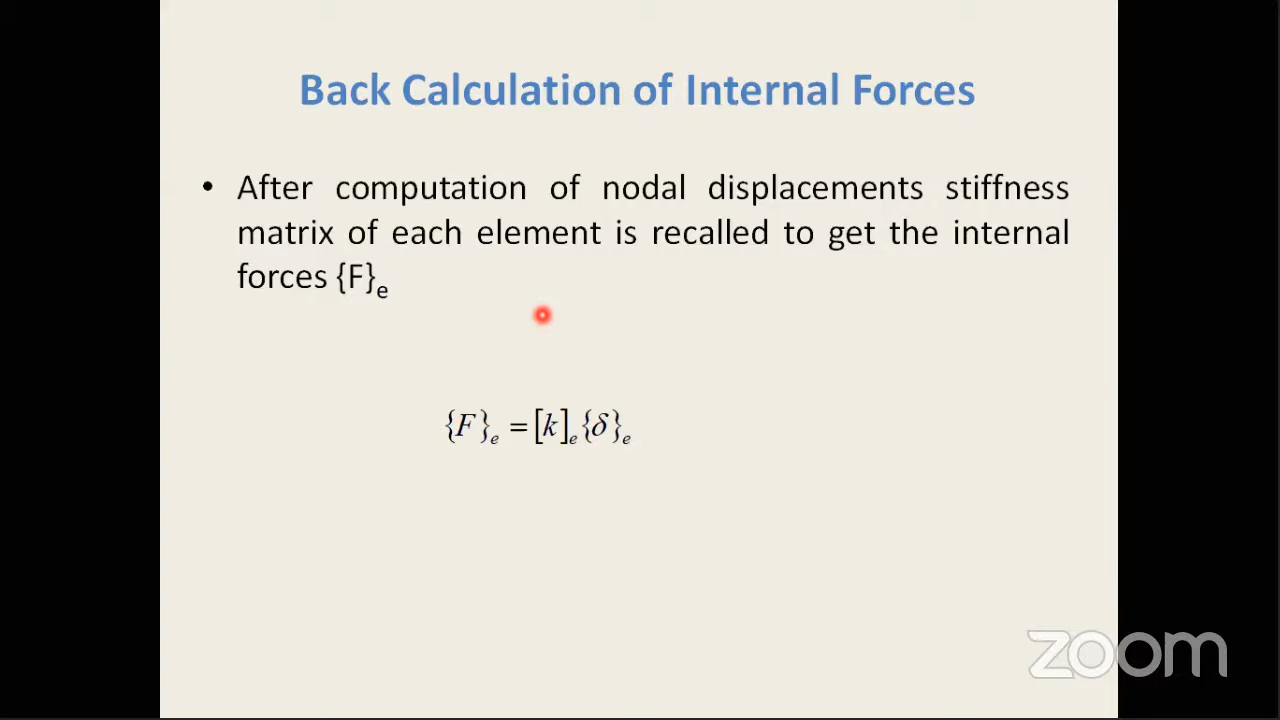 Back Calculation of Internal Forces
• After computation of nodal displacements stiffness
matrix of each element is recalled to get the internal
forces {F}e
{F}e = [k]e {δ}e
zoom